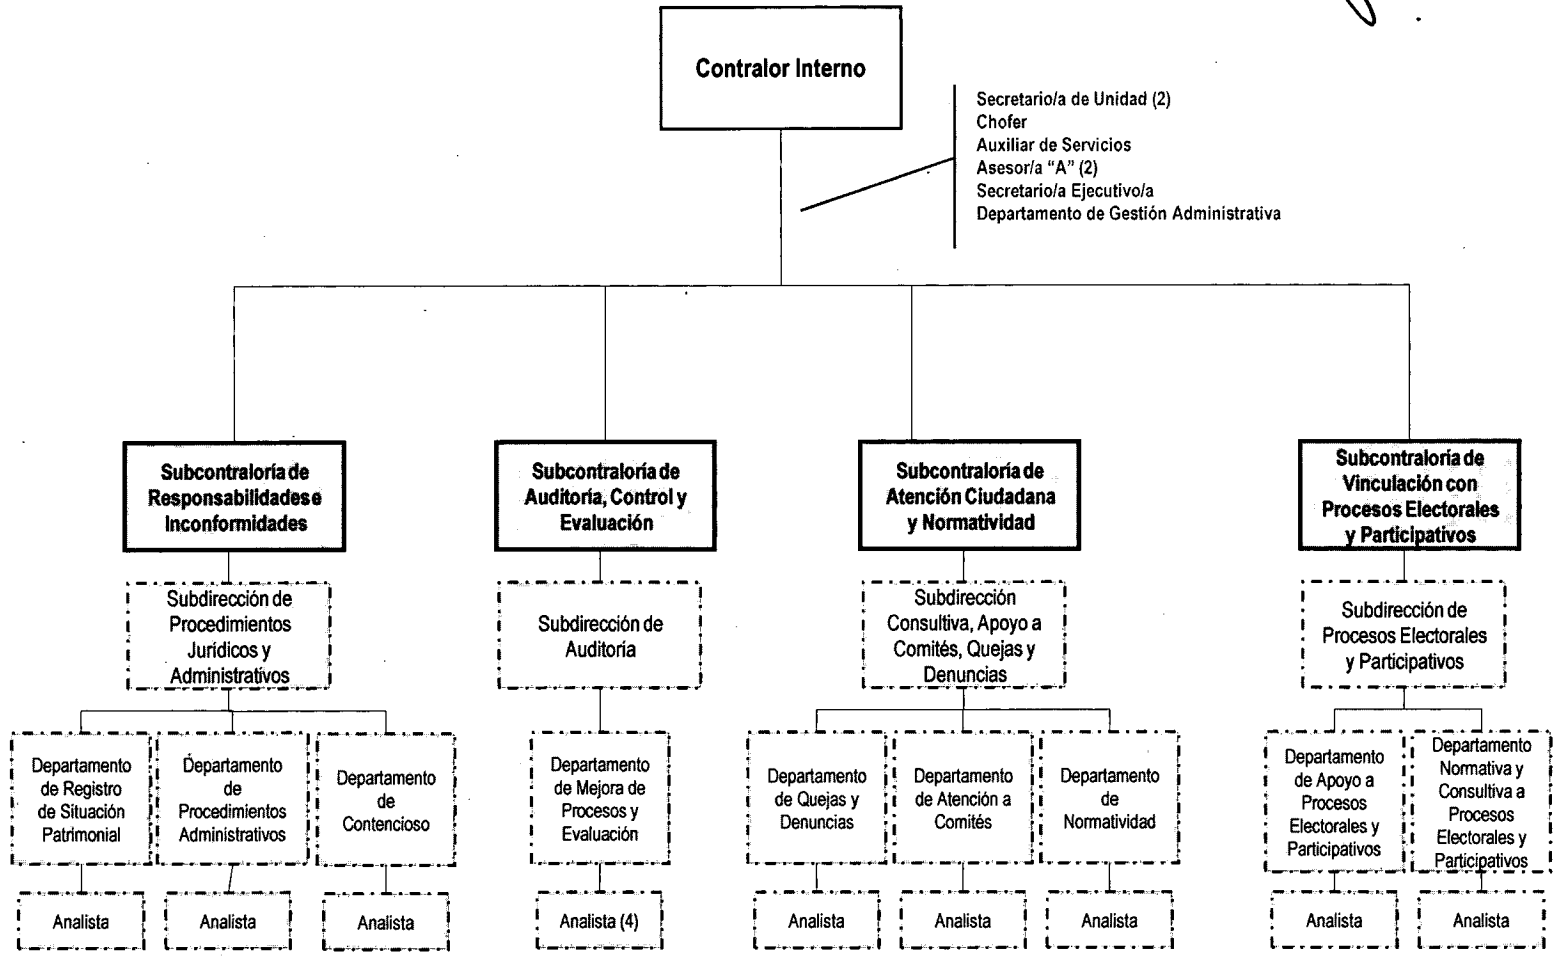 Contralor Interno
Secretario/a de Unidad (2)
Chofer
Auxiliar de Servicios
Asesor/a “A” (2)
Secretario/a Ejecutivo/a
Departamento de Gestión Administrativa
Subcontraloría de
Responsabilidades e
Inconformidades
Subcontraloría de
Auditoría, Control y
Evaluación
Subcontraloría de
Atención Ciudadana
y Normatividad
Subcontraloría de
Vinculación con
Procesos Electorales
y Participativos
Subdirección de
Procedimientos
Jurídicos y
Administrativos
Subdirección de
Auditoría
Subdirección
Consultiva, Apoyo a
Comités, Quejas y
Denuncias
Subdirección de
Procesos Electorales
y Participativos
Departamento
de Registro
de Situación
Patrimonial
Departamento
de
Procedimientos
Administrativos
Departamento
de
Contencioso
Departamento
de Mejora de
Procesos y
Evaluación
Departamento
de Quejas y
Denuncias
Departamento
de Atención a
Comités
Departamento
de
Normatividad
Departamento
de Apoyo a
Procesos
Electorales y
Participativos
Departamento
Normativa y
Consultiva a
Procesos
Electorales y
Participativos
Analista
Analista
Analista
Analista (4)
Analista
Analista
Analista
Analista
Analista